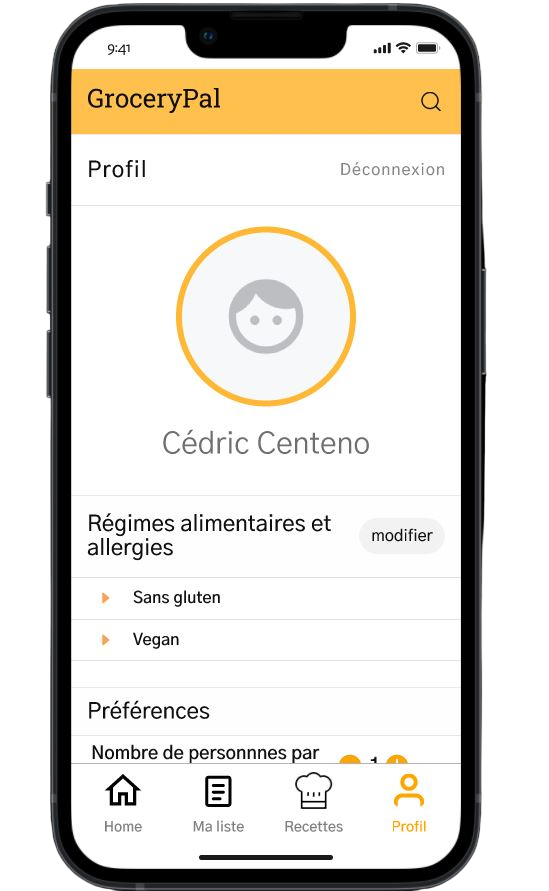 9:41
GroceryPal
Profil
Déconnexion
Cédric Centeno
Régimes alimentaires et
allergies
modifier
Sans gluten
Vegan
Préférences
Nombre de personnnes par
1
Home
Ma liste
Recettes
Profil